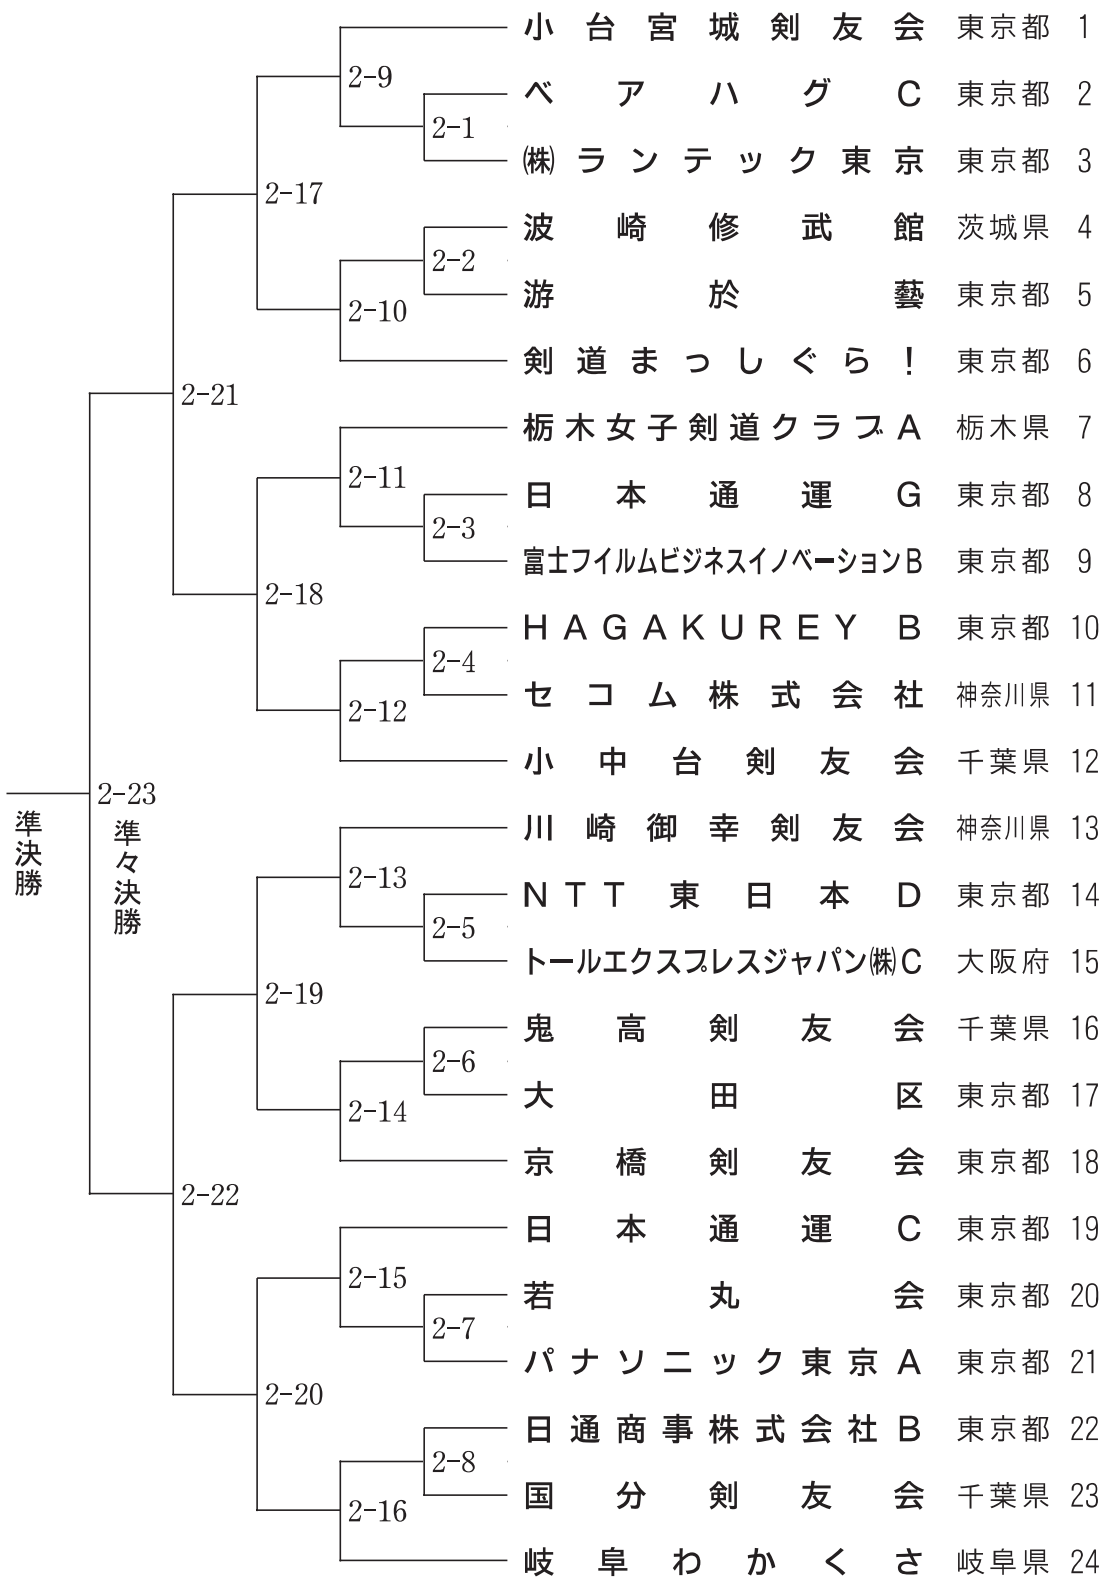 小台宮城剣友会 東京都 1
2-9
ベアハグC 東京都 2
2-1
㈱ランテック東京 東京都 3
2-17
波崎修武館 茨城県 4
2-2
游於藝 東京都 5
2-10
剣道まっしぐら! 東京都 6
2-21
栃木女子剣道クラブA 栃木県 7
2-11
日本通運G 東京都 8
2-3
富士フイルムビジネスイノベーションB 東京都 9
2-18
HAGAKUREY B 東京都 10
2-4
セコム株式会社 神奈川県 11
2-12
小中台剣友会 千葉県 12
2-23
準決勝
準々決勝
川崎御幸剣友会 神奈川県 13
2-13
NTT東日本D 東京都 14
2-5
トールエクスプレスジャパン㈱C 大阪府 15
2-19
鬼高剣友会 千葉県 16
2-6
大田区 東京都 17
2-14
京橋剣友会 東京都 18
2-22
日本通運C 東京都 19
2-15
若丸会 東京都 20
2-7
パナソニック東京A 東京都 21
2-20
日通商事株式会社B 東京都 22
2-8
国分剣友会 千葉県 23
2-16
岐阜わかくさ 岐阜県 24